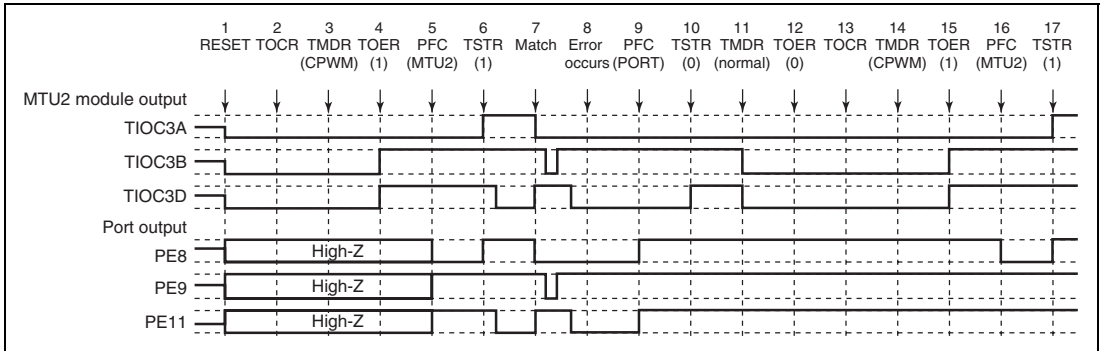 1 2 3 4 5 6 7 8 9 10 11 12 13 14 15 16 17
RESET TOCR TMDR TOER PFC TSTR Match Error PFC TSTR TMDR TOER TOCR TMDR TOER PFC TSTR
(CPWM) (1) (MTU2) (1) occurs (PORT) (0) (normal) (0) (CPWM) (1) (MTU2) (1)
MTU2 module output
TIOC3A
TIOC3B
TIOC3D
Port output
PE8 High-Z
PE9 High-Z
PE11 High-Z